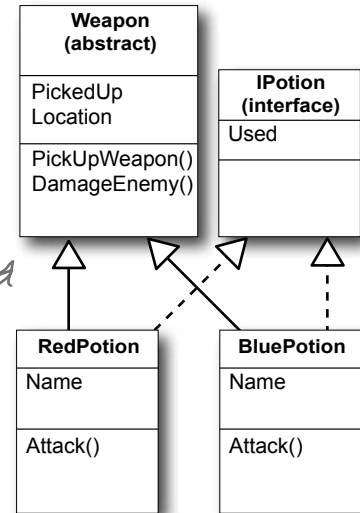 Weapon
(abstract)
PickedUp
Location
PickUpWeapon()
DamageEnemy()
IPotion
(interface)
Used
RedPotion
Name
Attack()
BluePotion
Name
Attack()